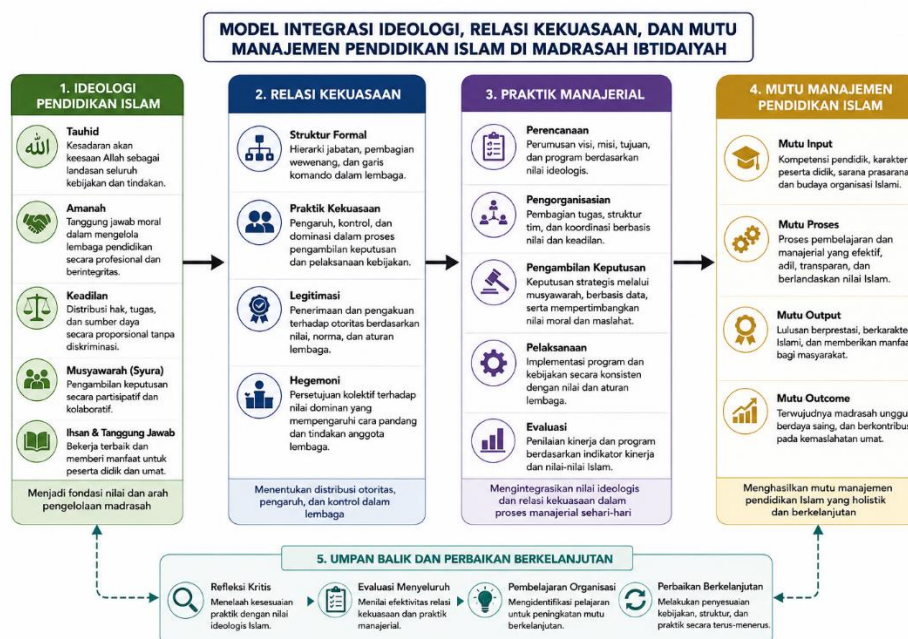 MODEL INTEGRASI IDEOLOGI, RELASI KEKUASAAN, DAN MUTU
MANAJEMEN PENDIDIKAN ISLAM DI MADRASAH IBTIDAIYAH
1. IDEOLOGI
PENDIDIKAN ISLAM
الله
Tauhid
Kesadaran akan
keesaan Allah sebagai
landasan seluruh
kebijakan dan tindakan.
Amanah
Tanggung jawab moral
dalam mengelola
lembaga pendidikan
secara profesional dan
berintegritas.
Keadilan
Distribusi hak, tugas,
dan sumber daya
secara proporsional tanpa
diskriminasi.
Musyawarah (Syura)
Pengambilan keputusan
secara partisipatif dan
kolaboratif.
Ihsan & Tanggung Jawab
Bekerja terbaik dan
memberi manfaat untuk
peserta didik dan umat.
Menjadi fondasi nilai dan arah
pengelolaan madrasah
2. RELASI KEKUASAAN
Struktur Formal
Hierarki jabatan, pembagian
wewenang, dan garis
komando dalam lembaga.
Praktik Kekuasaan
Pengaruh, kontrol, dan
dominasi dalam proses
pengambilan keputusan
dan pelaksanaan kebijakan.
Legitimasi
Penerimaan dan pengakuan
terhadap otoritas berdasarkan
nilai, norma, dan aturan
lembaga.
Hegemoni
Persetujuan kolektif terhadap
nilai dominan yang
mempengaruhi cara pandang
dan tindakan anggota
lembaga.
Menentukan distribusi otoritas,
pengaruh, dan kontrol dalam
lembaga
3. PRAKTIK MANAJERIAL
Perencanaan
Perumusan visi, misi, tujuan,
dan program berdasarkan
nilai ideologis.
Pengorganisasian
Pembagian tugas, struktur
tim, dan koordinasi berbasis
nilai dan keadilan.
Pengambilan Keputusan
Keputusan strategis melalui
musyawarah, berbasis data,
serta mempertimbangkan
nilai moral dan maslahat.
Pelaksanaan
Implementasi program dan
kebijakan secara konsisten
dengan nilai dan aturan
lembaga.
Evaluasi
Penilaian kinerja dan program
berdasarkan indikator kinerja
dan nilai-nilai Islam.
Mengintegrasikan nilai ideologis
dan relasi kekuasaan dalam
proses manajerial sehari-hari
4. MUTU MANAJEMEN
PENDIDIKAN ISLAM
Mutu Input
Kompetensi pendidik, karakter
peserta didik, sarana prasarana,
dan budaya organisasi Islami.
Mutu Proses
Proses pembelajaran dan
manajerial yang efektif,
adil, transparan, dan
berlandaskan nilai Islam.
Mutu Output
Lulusan berprestasi, berkarakter
Islami, dan memberikan manfaat
bagi masyarakat.
Mutu Outcome
Terwujudnya madrasah unggul,
berdaya saing, dan berkontribusi
pada kemaslahatan umat.
Menghasilkan mutu manajemen
pendidikan Islam yang holistik
dan berkelanjutan
5. UMPAN BALIK DAN PERBAIKAN BERKELANJUTAN
Refleksi Kritis
Menelaah kesesuaian
praktik dengan nilai
ideologis Islam.
Evaluasi Menyeluruh
Menilai efektivitas relasi
kekuasaan dan praktik
manajerial.
Pembelajaran Organisasi
Mengidentifikasi pelajaran
untuk peningkatan mutu
berkelanjutan.
Perbaikan Berkelanjutan
Melakukan penyesuaian
kebijakan, struktur, dan
praktik secara terus-menerus.